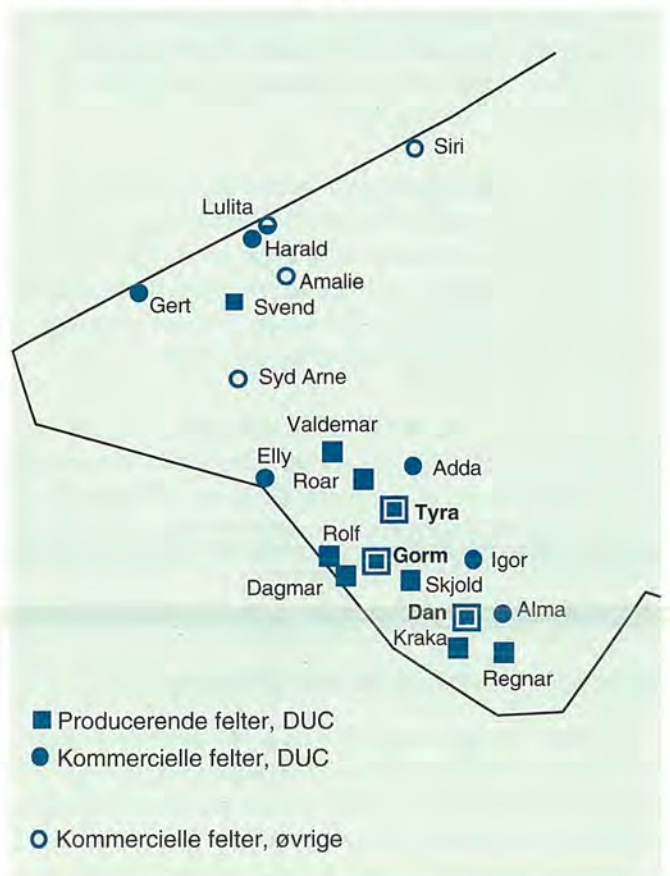 Siri
Lulita
Harald
Amalie
Gert
Svend
Syd Arne
Valdemar
Elly
Adda
Roar
Tyra
Rolf
Gorm
Igor
Dagmar
Skjold
Dan
Alma
Kraka
Regnar
Producerende felter, DUC
Kommercielle felter, DUC
Kommercielle felter, øvrige